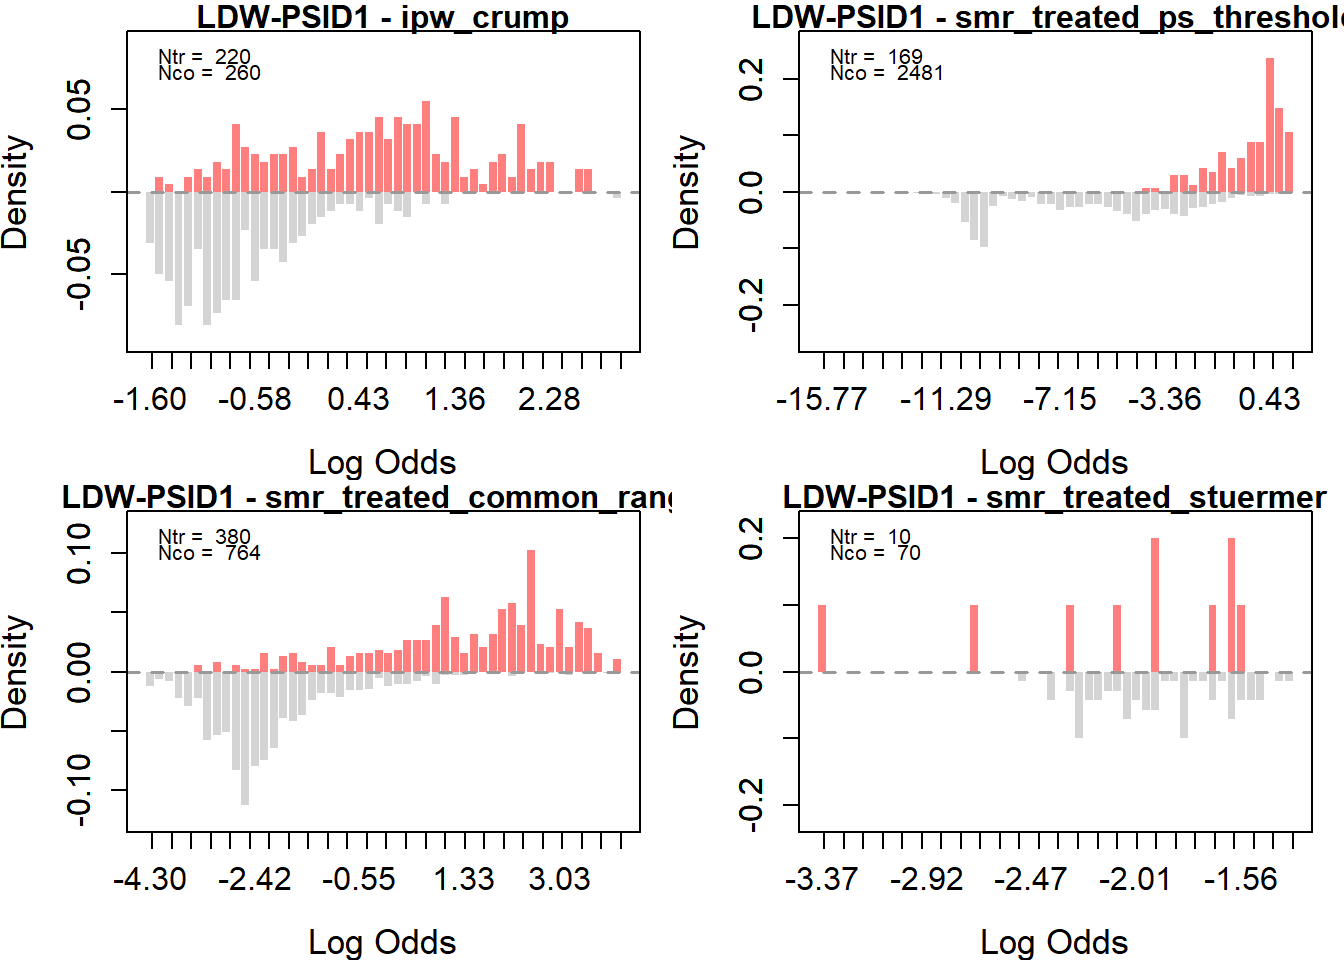 LDW-PSID1 - ipw_crump
Ntr = 220
Nco = 260
0.05
-0.05
Density
-1.60 -0.58 0.43 1.36 2.28
Log Odds
LDW-PSID1 - smr_treated_ps_threshol
Ntr = 169
Nco = 2481
0.2
0.0
-0.2
Density
-15.77 -11.29 -7.15 -3.36 0.43
Log Odds
LDW-PSID1 - smr_treated_common_rang
Ntr = 380
Nco = 764
0.10
0.00
-0.10
Density
-4.30 -2.42 -0.55 1.33 3.03
Log Odds
LDW-PSID1 - smr_treated_stuermer
Ntr = 10
Nco = 70
0.2
0.0
-0.2
Density
-3.37 -2.92 -2.47 -2.01 -1.56
Log Odds